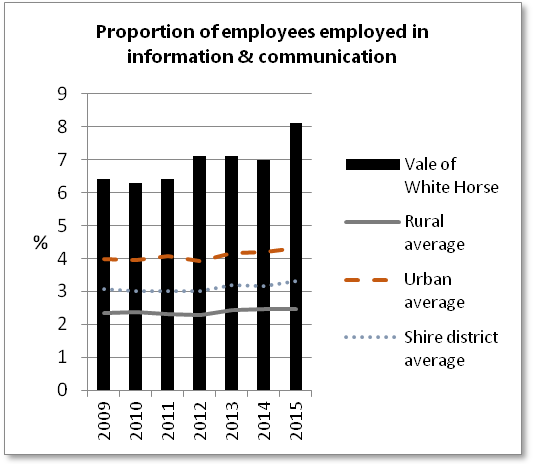 Proportion of employees employed in
information & communication
9
8
7
6
5
4
3
2
1
0
%
2009
2010
2011
2012
2013
2014
2015
Vale of
White Horse
Rural
average
Urban
average
Shire district
average